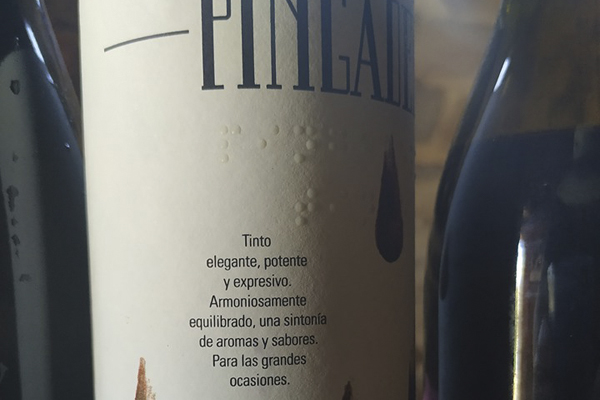 Tinto
elegante, potente
y expresivo.
Armoniosamente
equilibrado, una sintonía
de aromas y sabores.
Para las grandes
ocasiones.